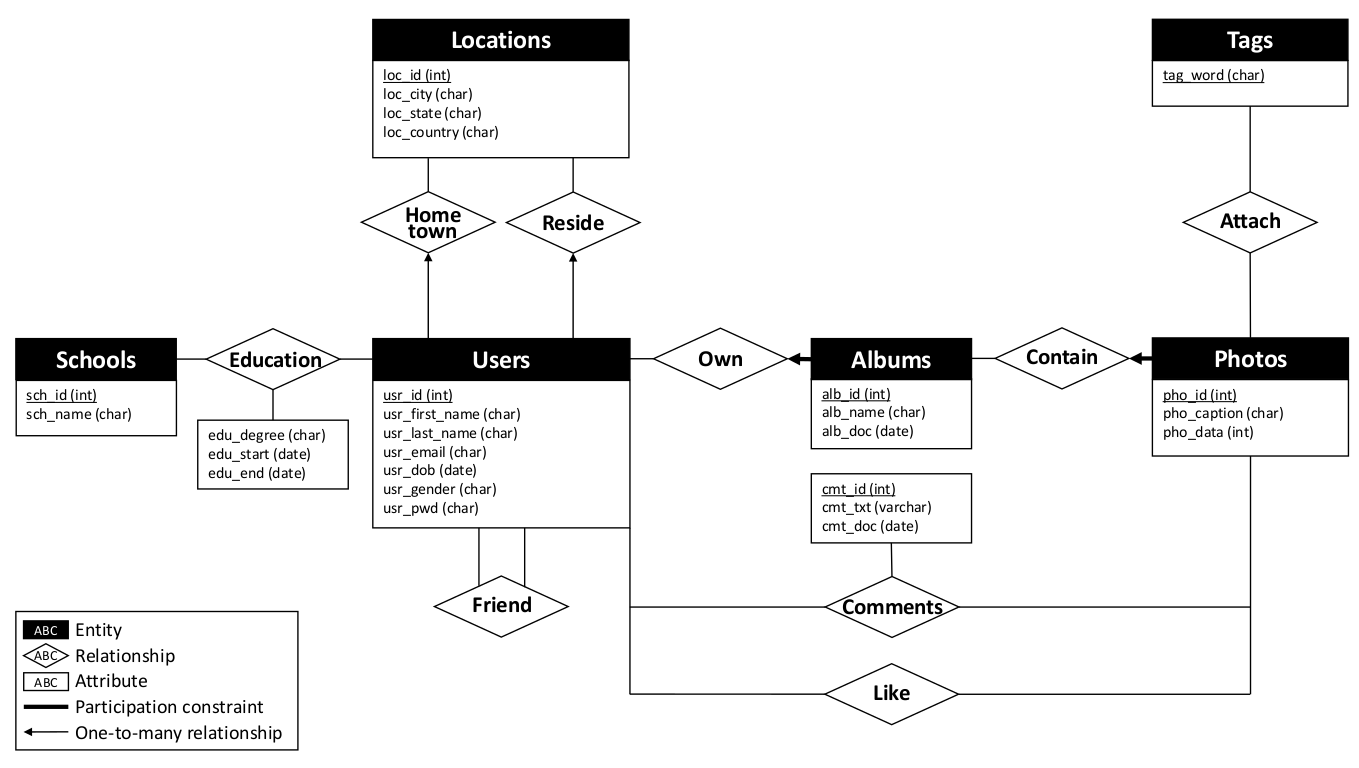 Locations
loc_id (int)
loc_city (char)
loc_state (char)
loc_country (char)
Tags
tag_word (char)
Home
town
Reside
Attach
Schools
sch_id (int)
sch_name (char)
Education
edu_degree (char)
edu_start (date)
edu_end (date)
Users
usr_id (int)
usr_first_name (char)
usr_last_name (char)
usr_email (char)
usr_dob (date)
usr_gender (char)
usr_pwd (char)
Own
Albums
alb_id (int)
alb_name (char)
alb_doc (date)
Contain
Photos
pho_id (int)
pho_caption (char)
pho_data (int)
cmt_id (int)
cmt_txt (varchar)
cmt_doc (date)
Friend
Comments
Like
ABC Entity
ABC Relationship
ABC Attribute
Participation constraint
One-to-many relationship